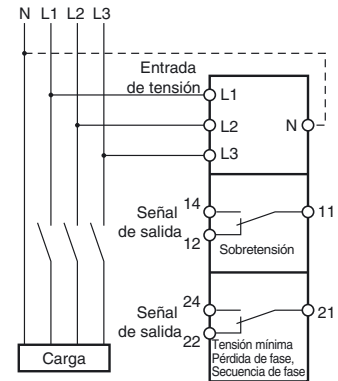 N L1 L2 L3
Entrada
de tensión
L1
L2
N
L3
Señal
de salida
14
12
11
Sobretensión
Señal
de salida
24
22
21
Tensión mínima
Pérdida de fase,
Secuencia de fase
Carga